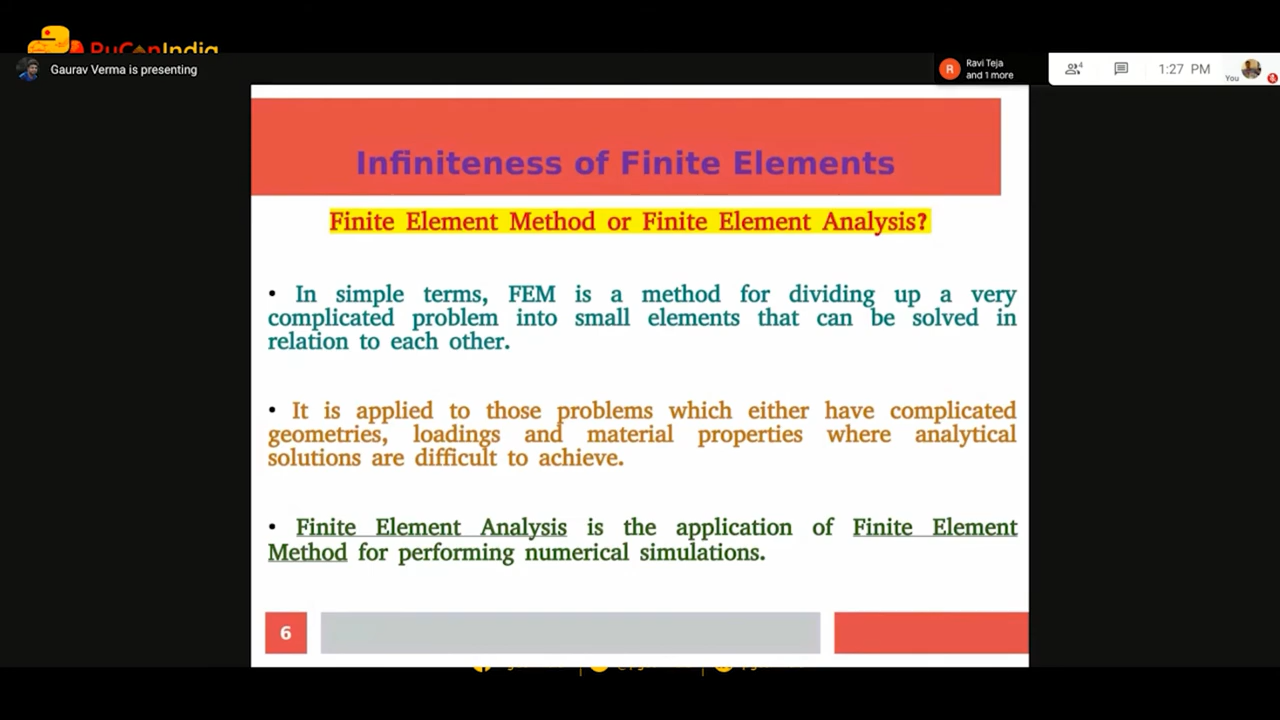 PyConIndia
Gaurav Verma is presenting
R
Ravi Teja
and 1 more
4
1:27 PM
You
Infiniteness of Finite Elements
Finite Element Method or Finite Element Analysis?
• In simple terms, FEM is a method for dividing up a very
complicated problem into small elements that can be solved in
relation to each other.
• It is applied to those problems which either have complicated
geometries, loadings and material properties where analytical
solutions are difficult to achieve.
• Finite Element Analysis is the application of Finite Element
Method for performing numerical simulations.
6